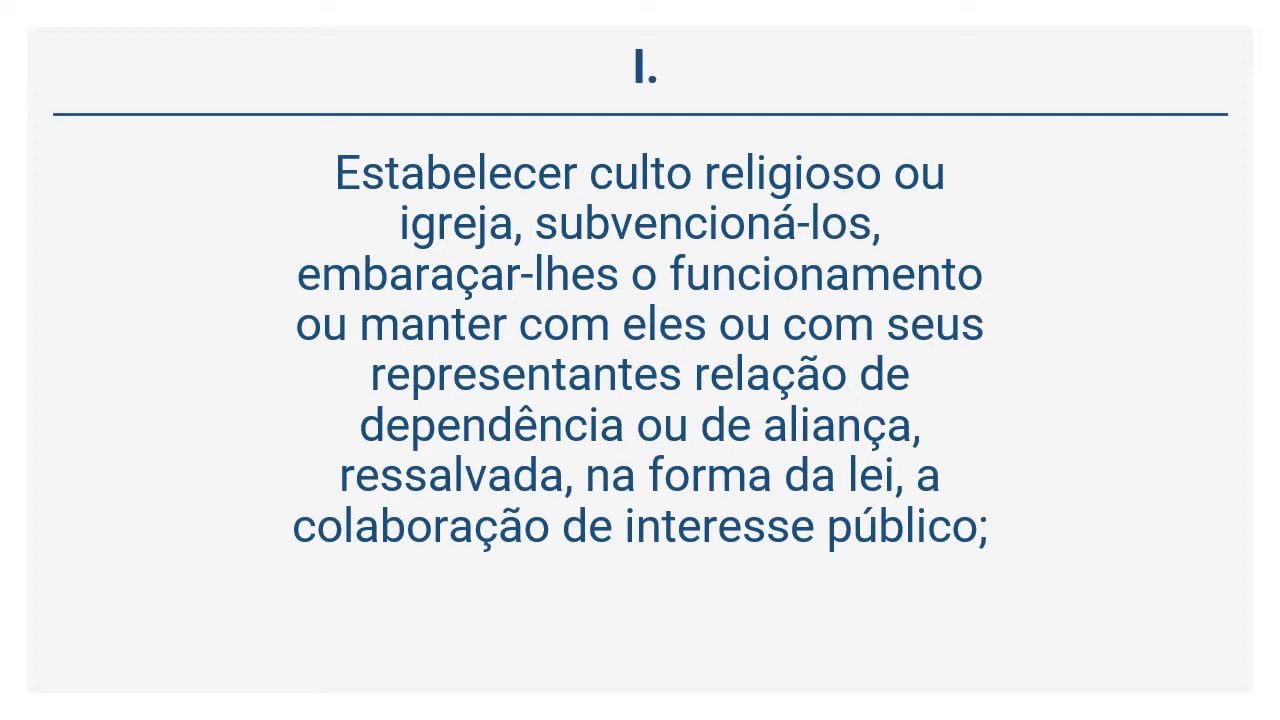 I.
Estabelecer culto religioso ou
igreja, subvencioná-los,
embaraçar-lhes o funcionamento
ou manter com eles ou com seus
representantes relação de
dependência ou de aliança,
ressalvada, na forma da lei, a
colaboração de interesse público;